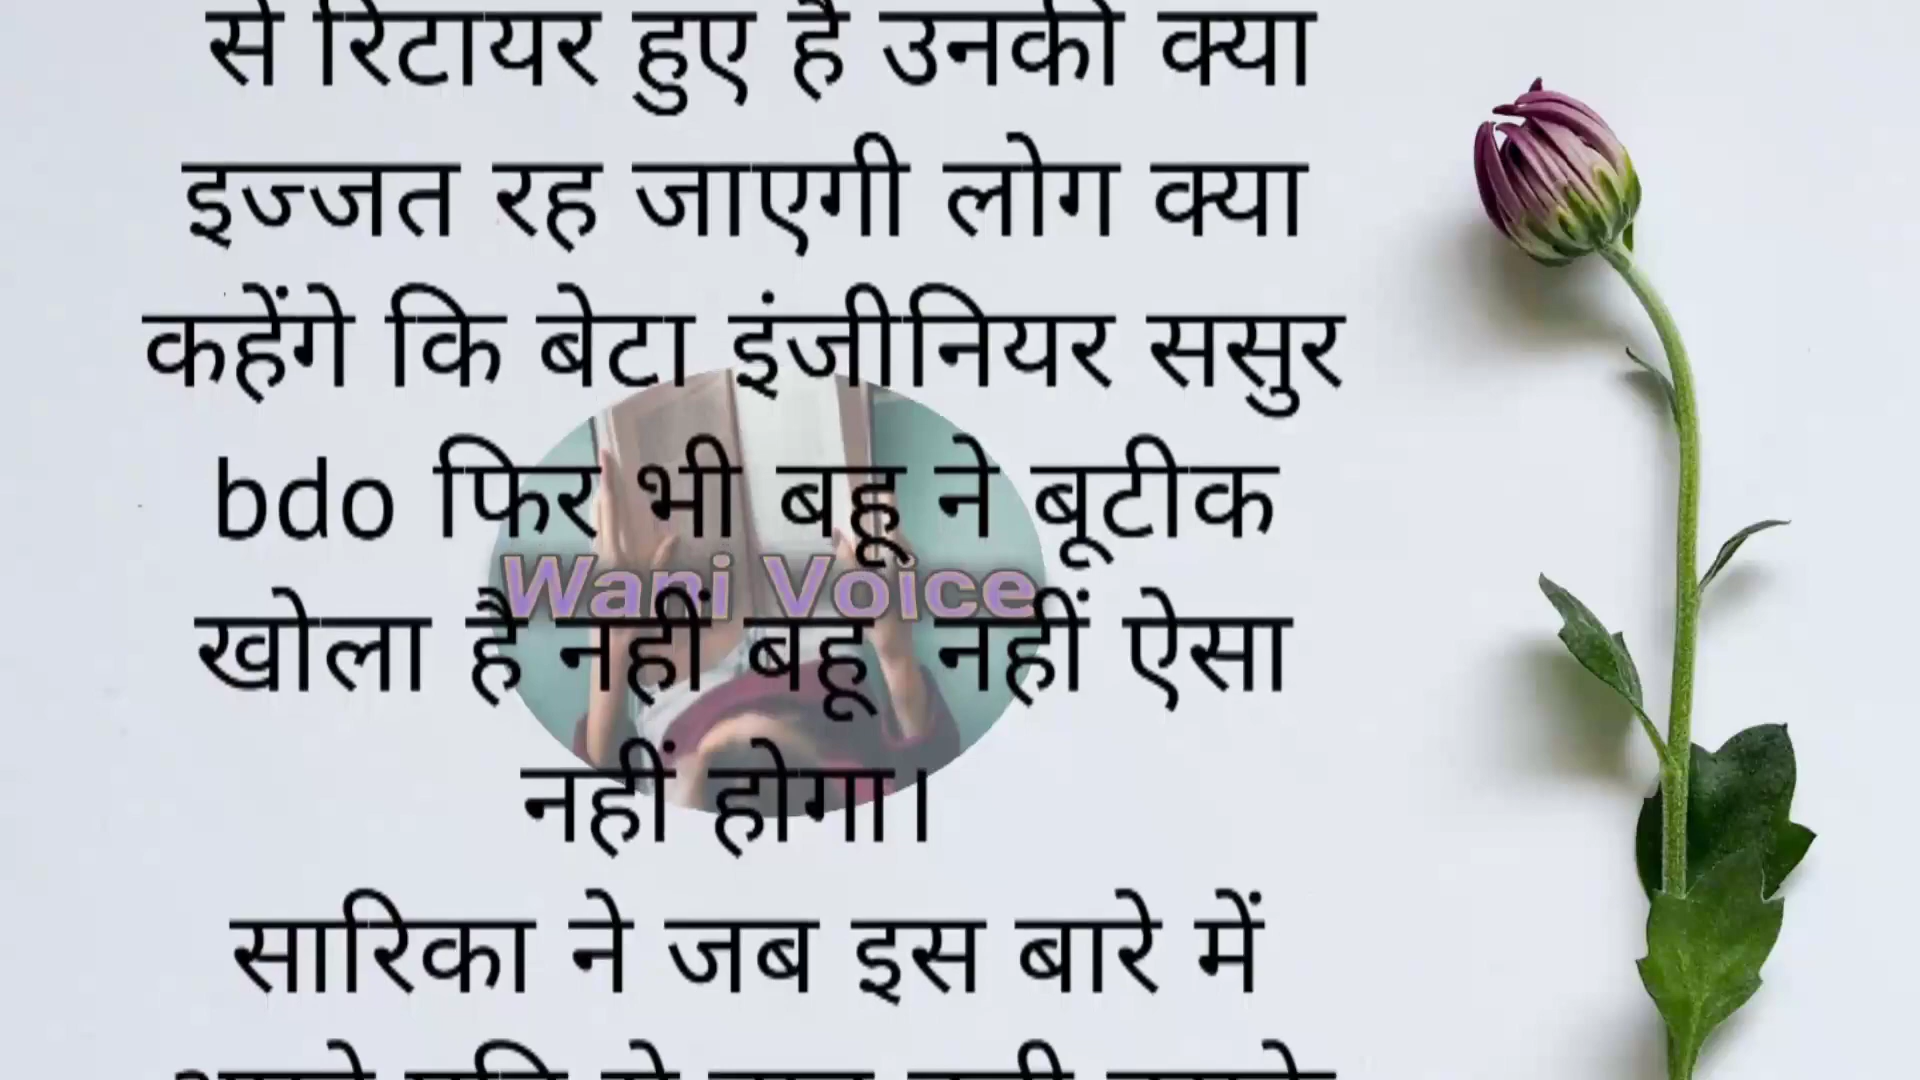 से रिटायर हुए है उनकी क्या
इज्जत रह जाएगी लोग क्या
कहेंगे कि बेटा इंजीनियर ससुर
bdo फिर भी बहू ने बूटीक
खोला है नहीं बहू नहीं ऐसा
नहीं होगा।
सारिका ने जब इस बारे में
Wani Voice